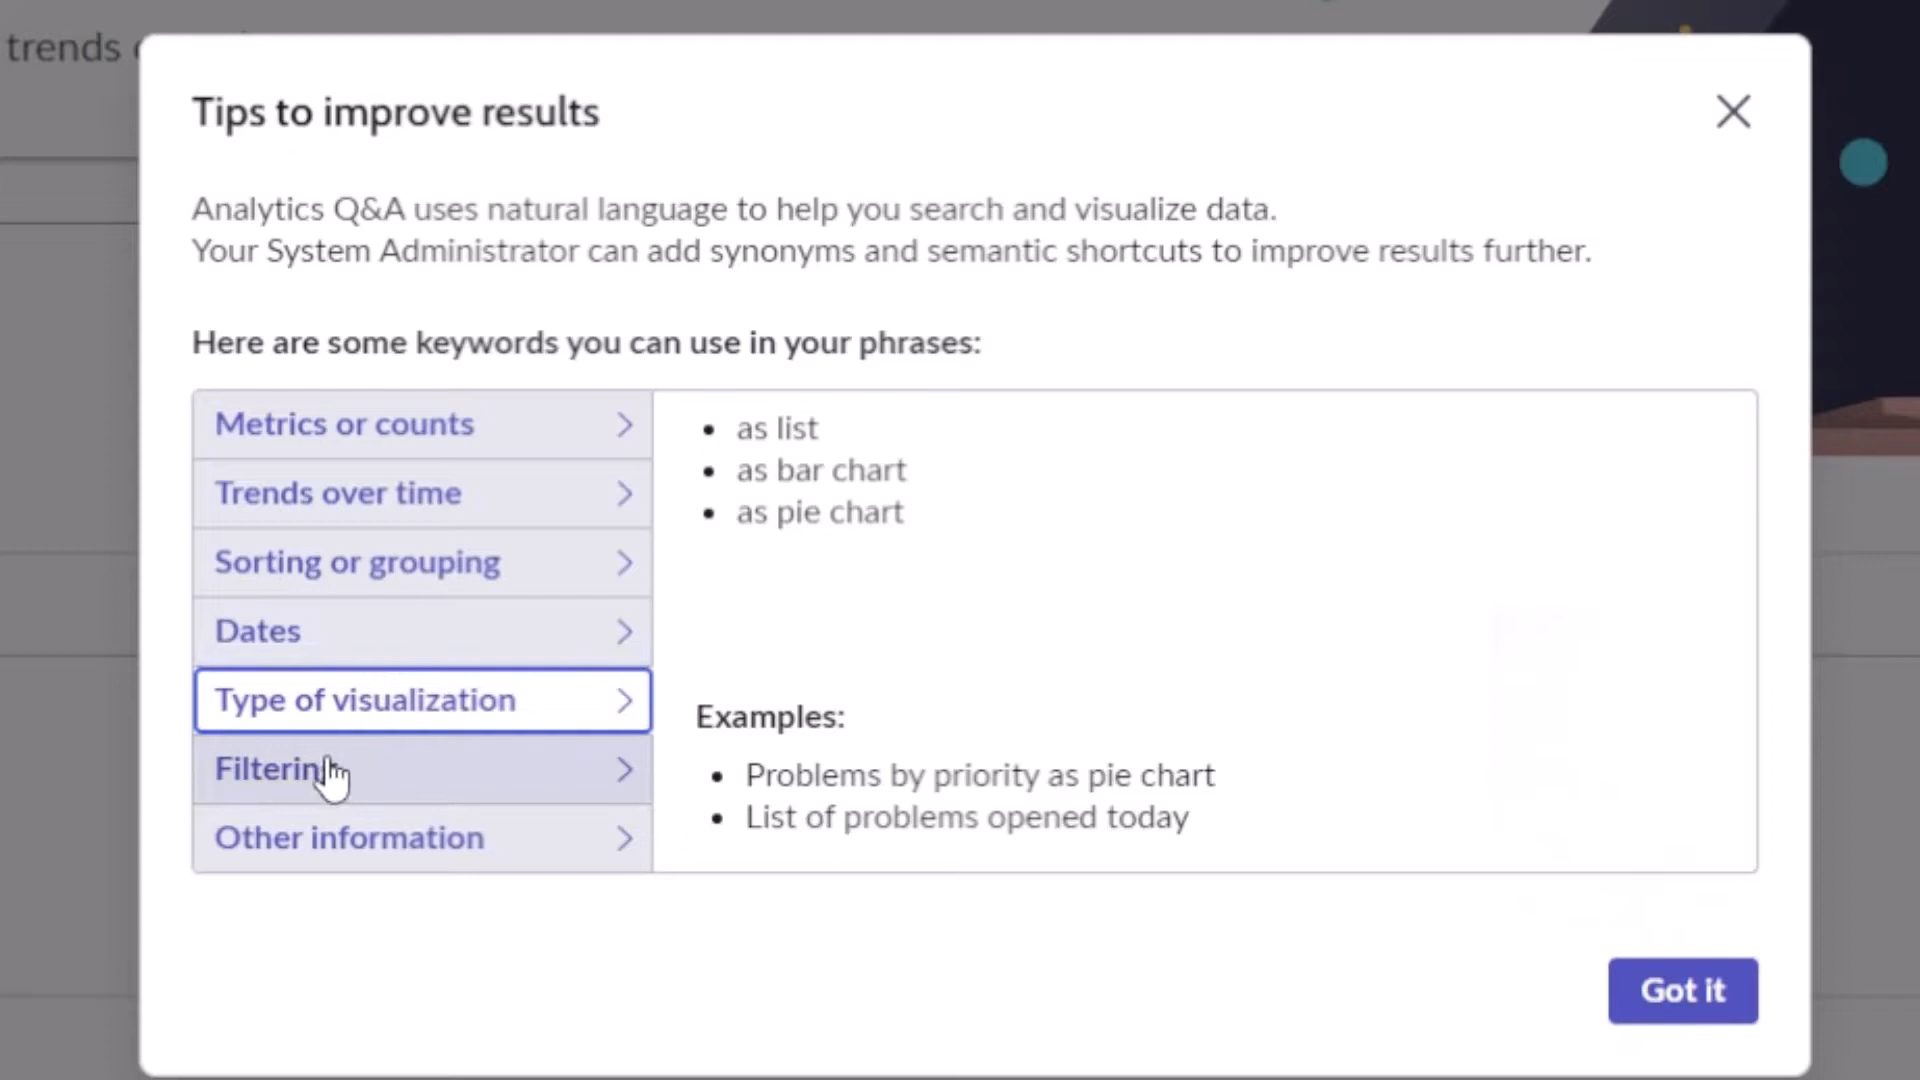 trends
Tips to improve results
Analytics Q&A uses natural language to help you search and visualize data.
Your System Administrator can add synonyms and semantic shortcuts to improve results further.
Here are some keywords you can use in your phrases:
Metrics or counts
Trends over time
Sorting or grouping
Dates
Type of visualization
Filtering
Other information
• as list
• as bar chart
• as pie chart
Examples:
• Problems by priority as pie chart
• List of problems opened today
Got it